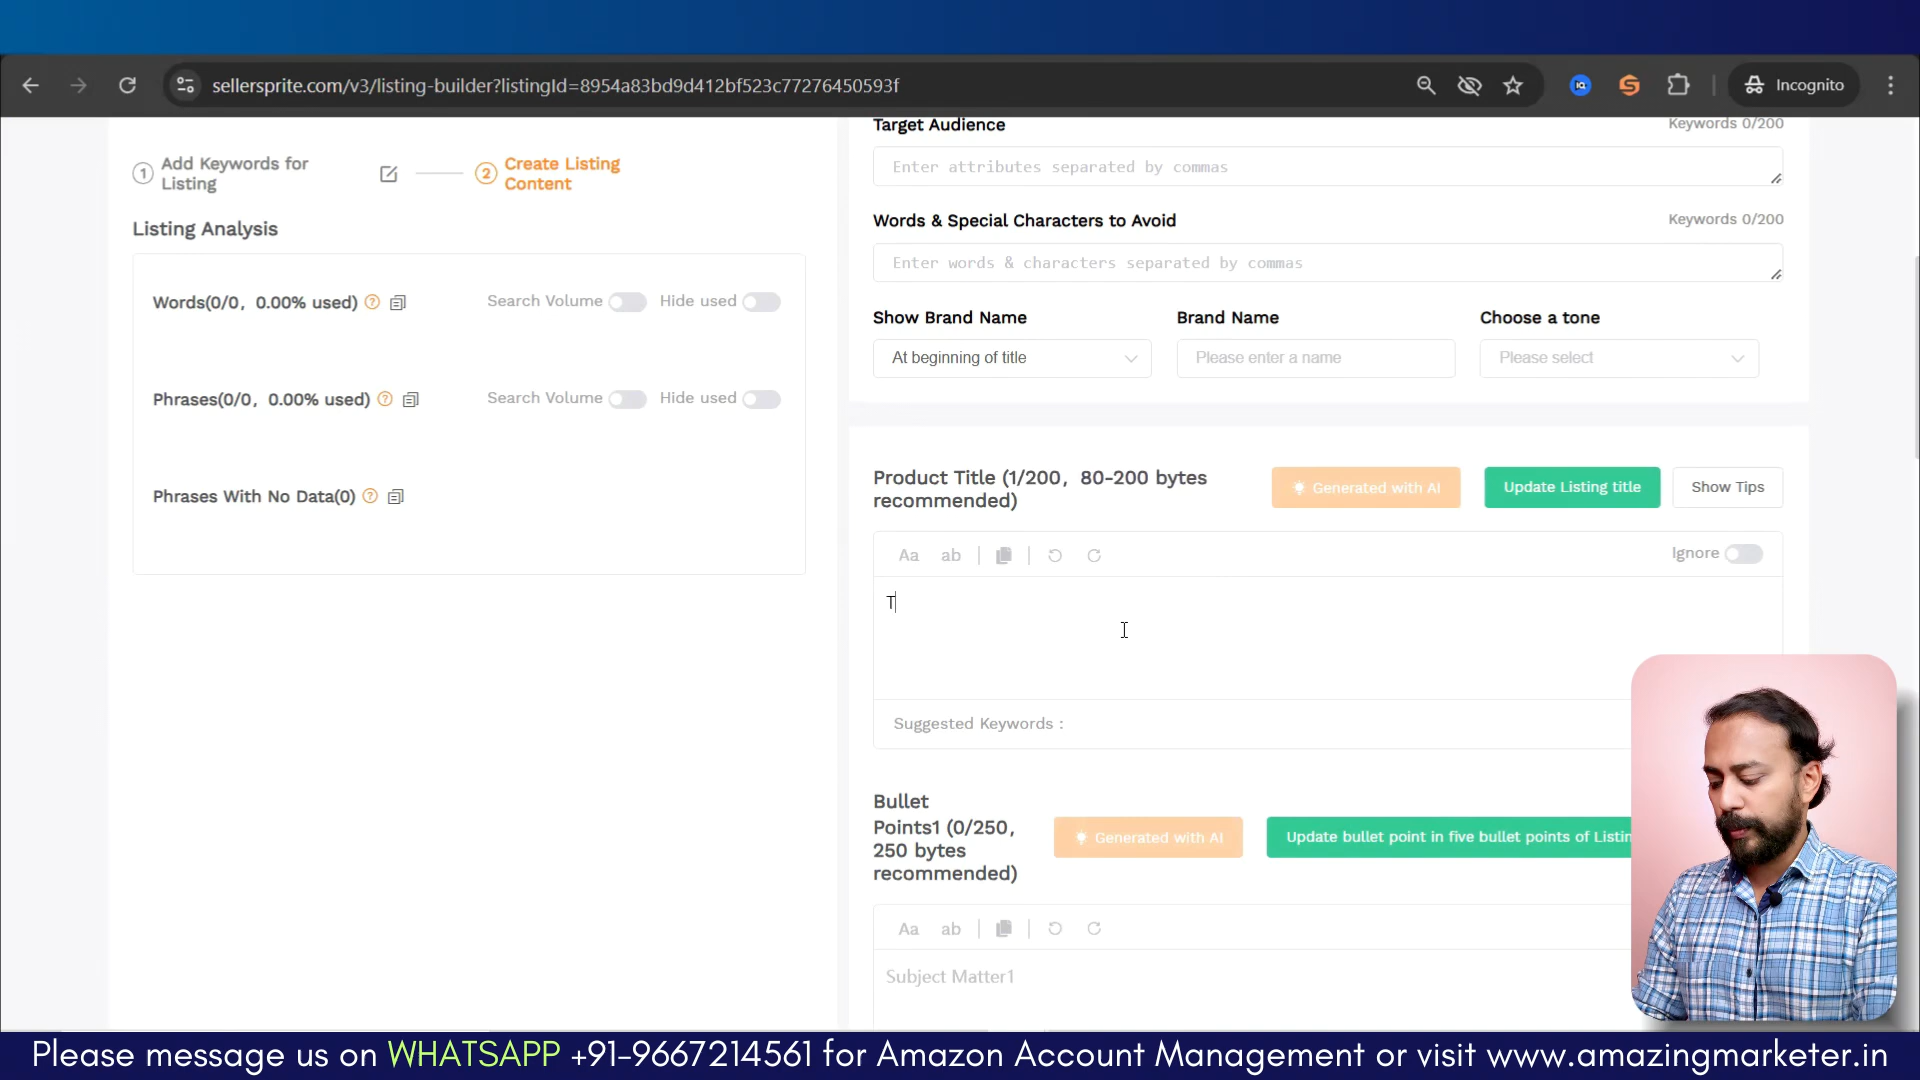 sellersprite.com/v3/listing-builder?listingId=8954a83bd9d412bf523c77276450593f
Incognito
1 Add Keywords for Listing
2 Create Listing Content
Listing Analysis
Words(0/0, 0.00% used)
Search Volume
Hide used
Phrases(0/0, 0.00% used)
Search Volume
Hide used
Phrases With No Data(0)
Target Audience
Keywords 0/200
Enter attributes separated by commas
Words & Special Characters to Avoid
Keywords 0/200
Enter words & characters separated by commas
Show Brand Name
Brand Name
Choose a tone
At beginning of title
Please enter a name
Please select
Product Title (1/200, 80-200 bytes recommended)
Generated with AI
Update Listing title
Show Tips
Aa ab
Ignore
T
Suggested Keywords :
Bullet
Points1 (0/250,
250 bytes
recommended)
Generated with AI
Update bullet point in five bullet points of Listin
Aa ab
Subject Matter1
Please message us on WHATSAPP +91-9667214561 for Amazon Account Management or visit www.amazingmarketer.in